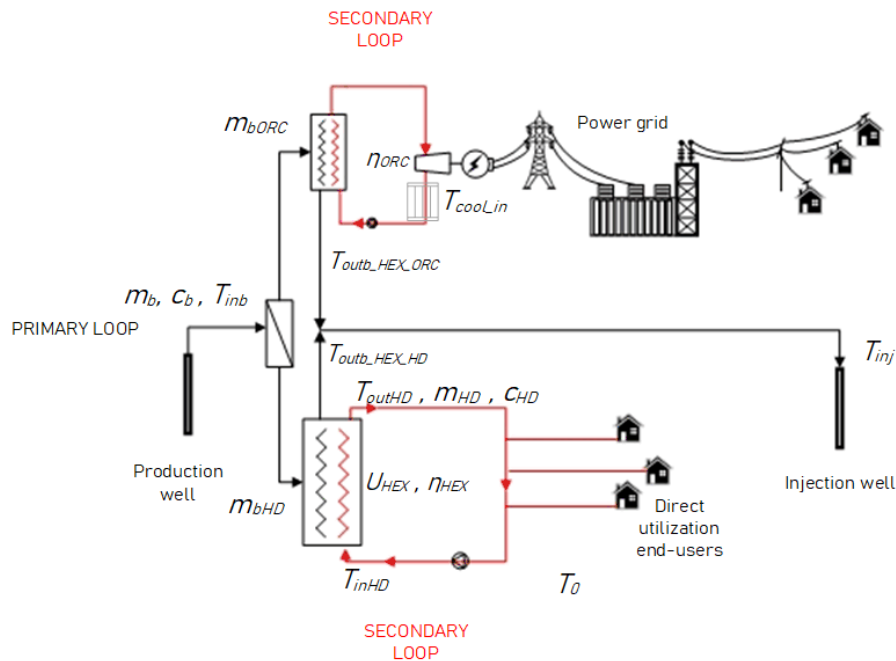 SECONDARY
LOOP
m_bORC
η_ORC
Power grid
T_cool_in
T_outb_HEX_ORC
m_b, c_b , T_inb
PRIMARY LOOP
T_outb_HEX_HD
T_inj
T_outHD , m_HD , c_HD
Production
well
U_HEX , η_HEX
m_bHD
Direct
utilization
end-users
Injection well
T_inHD
T_0
SECONDARY
LOOP